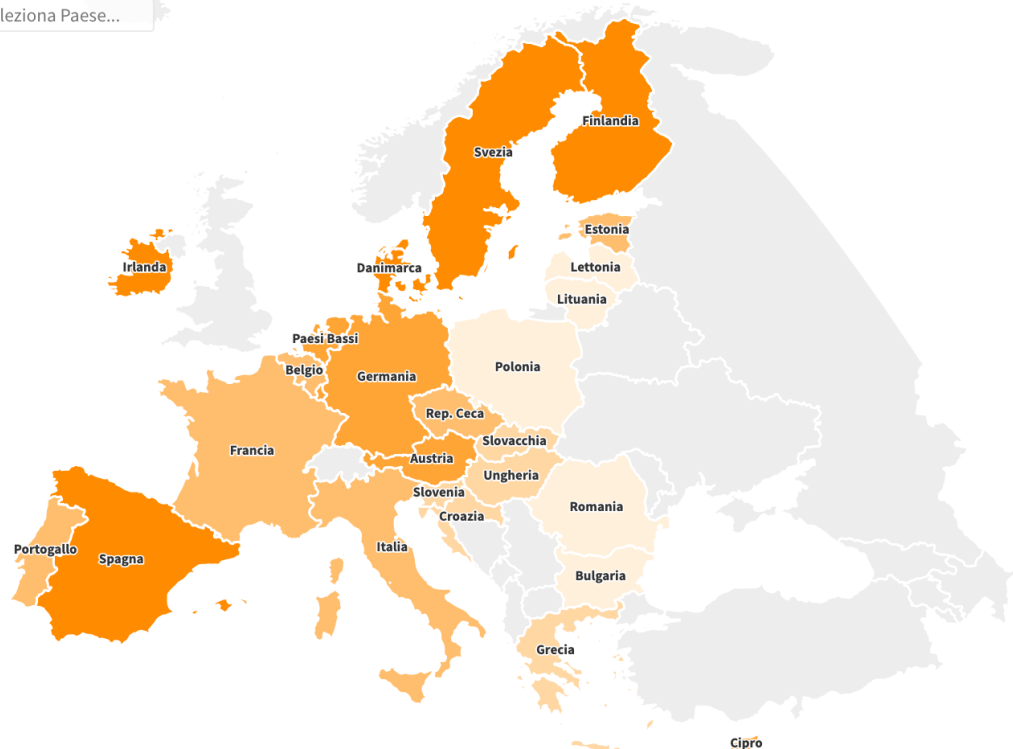 leziona Paese...
Finlandia
Svezia
Estonia
Irlanda
Danimarca
Lettonia
Lituania
Paesi Bassi
Belgio
Germania
Polonia
Rep. Ceca
Slovacchia
Francia
Austria
Ungheria
Slovenia
Romania
Croazia
Italia
Portogallo
Spagna
Bulgaria
Grecia
Cipro